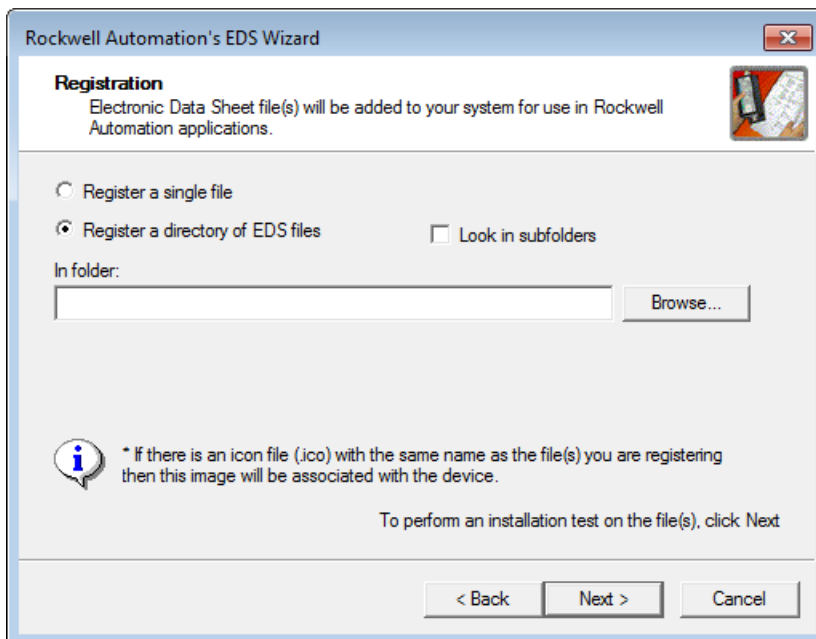 Rockwell Automation's EDS Wizard
Registration
Electronic Data Sheet file(s) will be added to your system for use in Rockwell
Automation applications.
Register a single file
Register a directory of EDS files
Look in subfolders
In folder:
Browse...
* If there is an icon file (.ico) with the same name as the file(s) you are registering
then this image will be associated with the device.
To perform an installation test on the file(s), click Next
< Back
Next >
Cancel